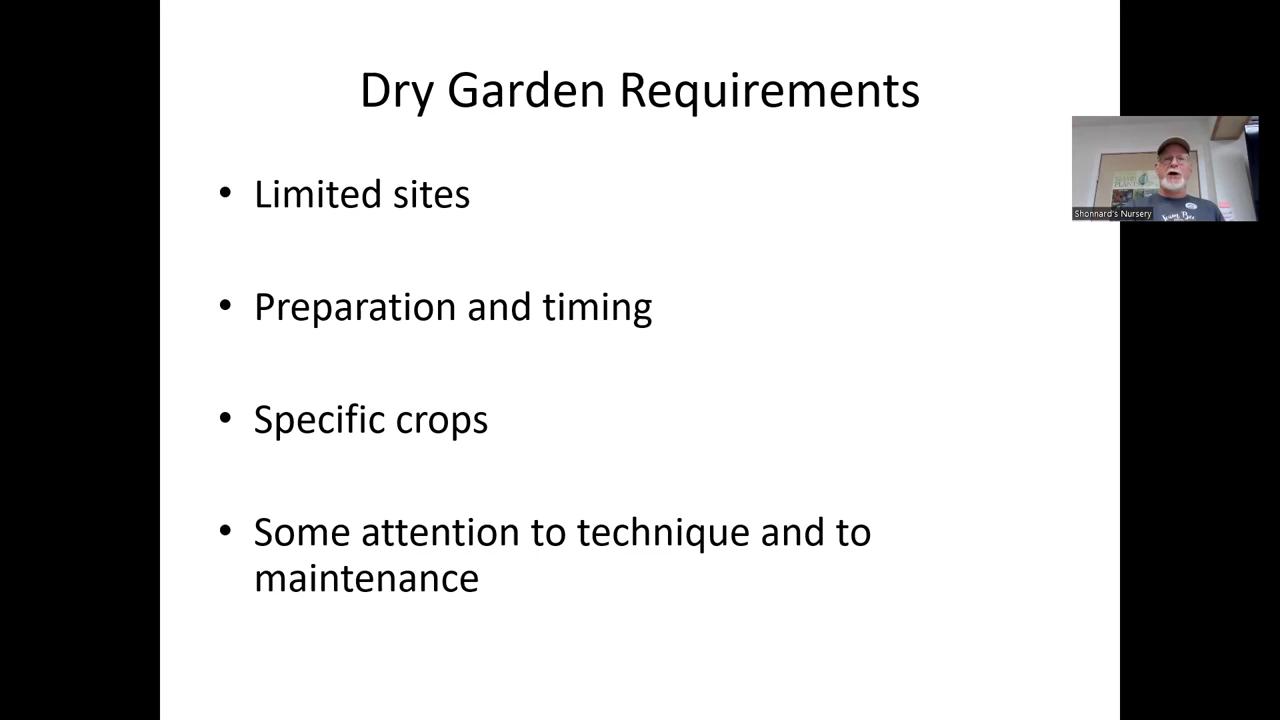 Dry Garden Requirements
• Limited sites
• Preparation and timing
• Specific crops
• Some attention to technique and to
maintenance
Shonnard's Nursery